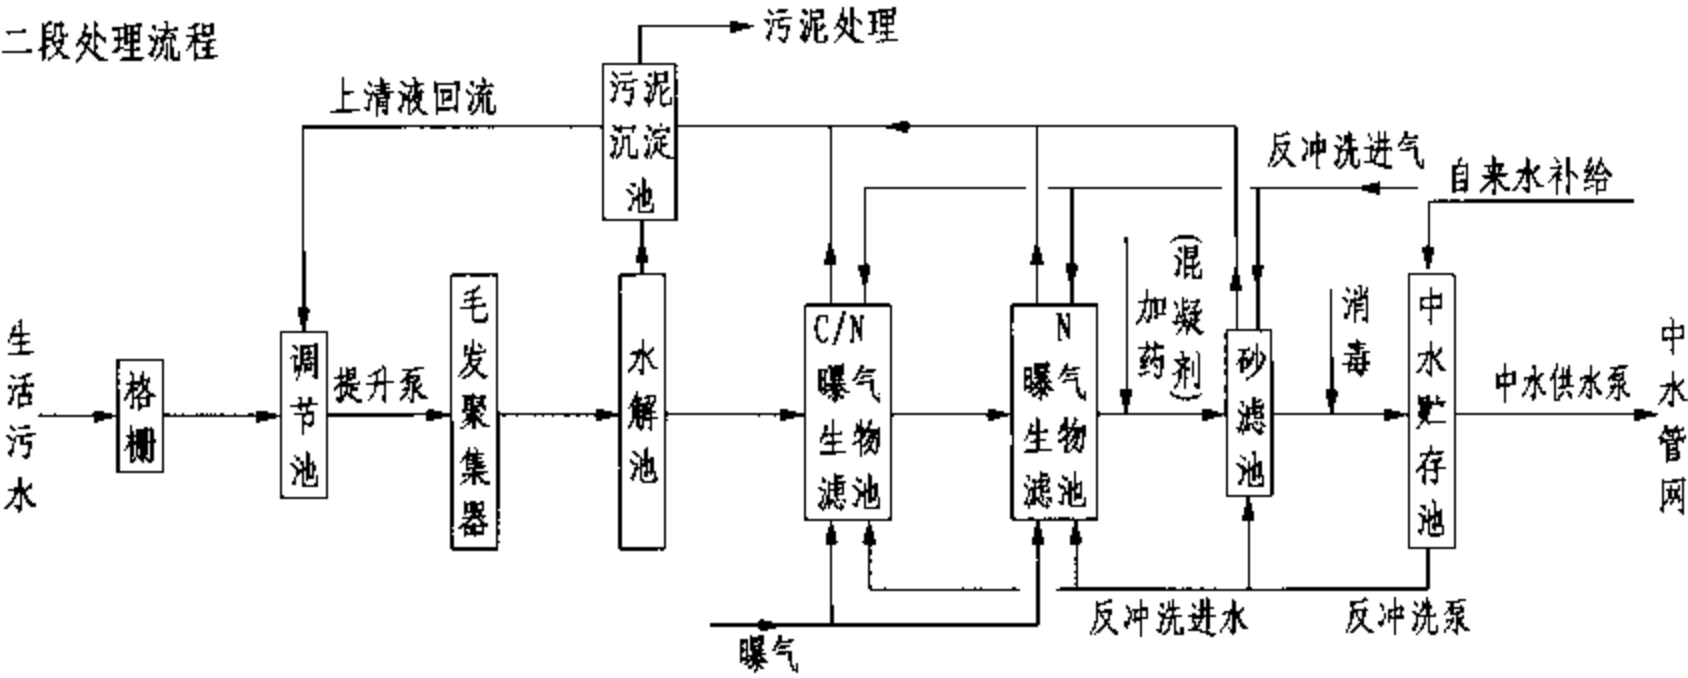 二段处理流程
污泥处理
上清液回流
污泥
沉淀
池
反冲洗进气
自来水补给
生活污水
格栅
调节池
提升泵
毛发聚集器
水解池
C/N
曝气
生物
滤池
N
曝气
生物
滤池
加药
(混凝剂)
砂滤池
消毒
中水贮存池
中水供水泵
中水管网
曝气
反冲洗进水
反冲洗泵